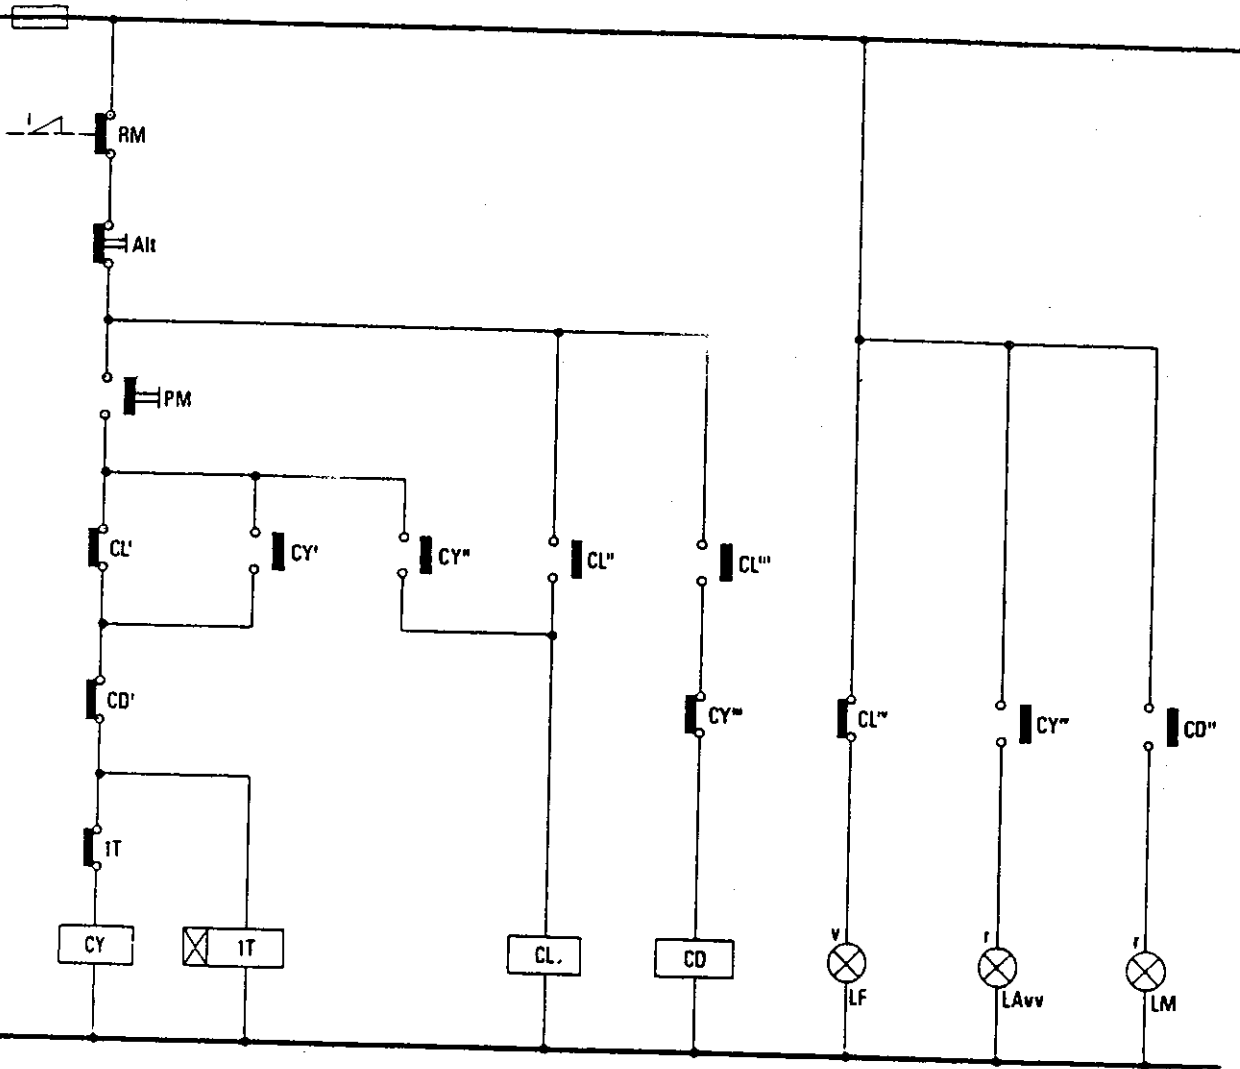 RM
Alt
PM
CL' CY' CY" CL" CL'''
CD' CY''' CL'ᵛ CY'ᵛ CD"
1T
CY 1T CL. CD
v r r
LF LAvv LM